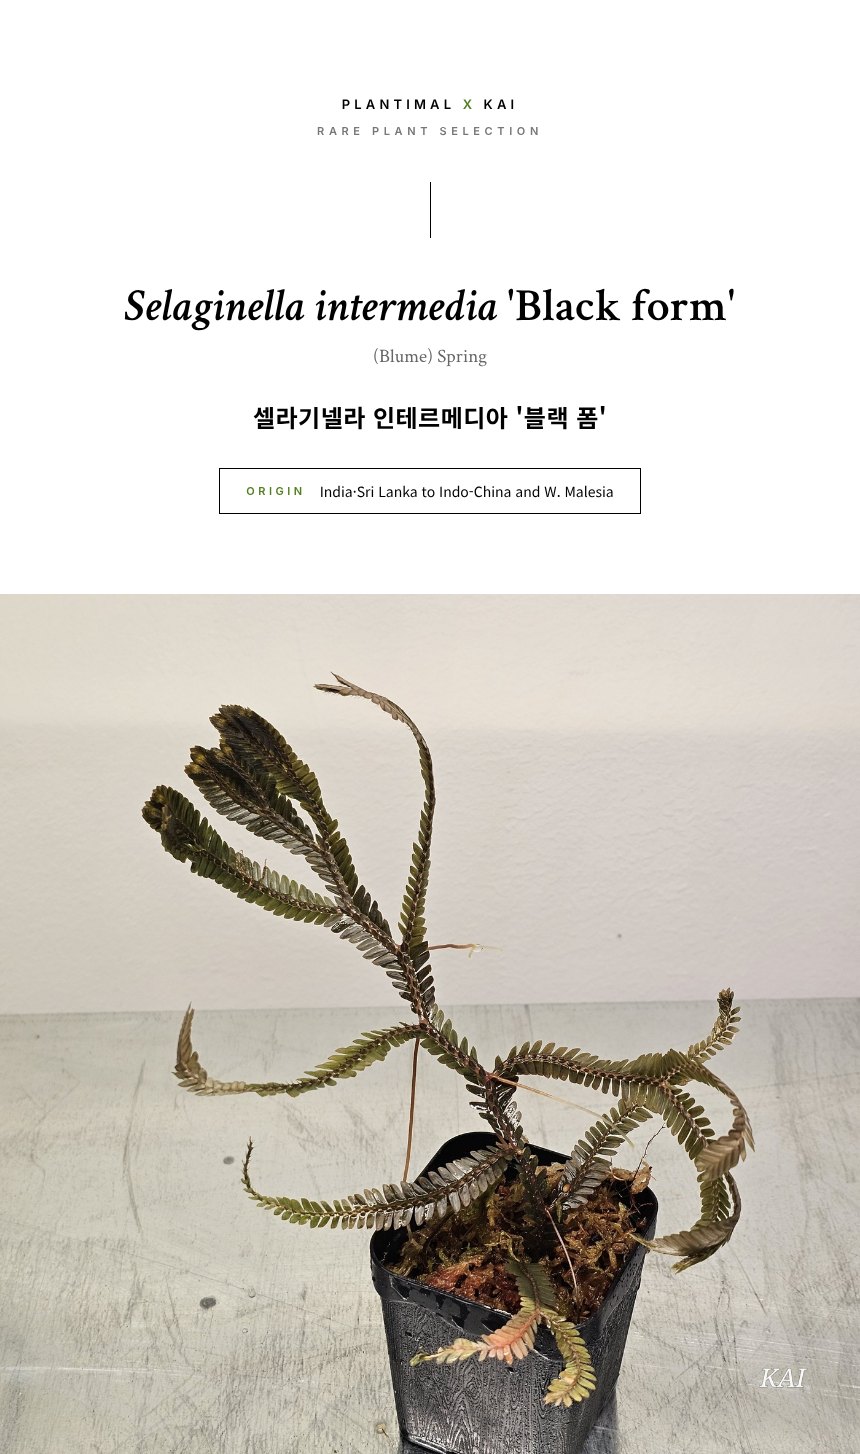 PLANTIMAL X KAI
RARE PLANT SELECTION
Selaginella intermedia 'Black form'
(Blume) Spring
셀라기넬라 인테르메디아 '블랙 폼'
ORIGIN India·Sri Lanka to Indo-China and W. Malesia
KAI